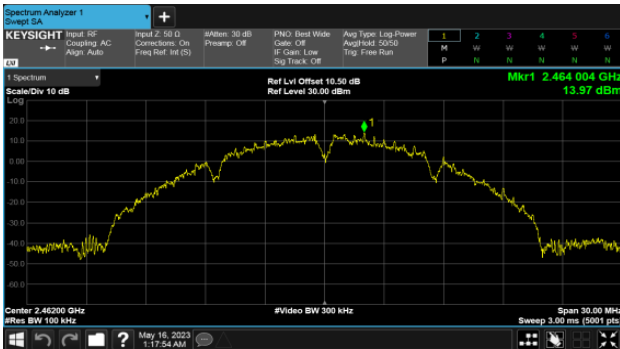 Spectrum Analyzer 1
Swept SA
+
KEYSIGHT
Input: RF
Coupling: AC
Align: Auto
Input Z: 50 Ω
Corrections: On
Freq Ref: Int (S)
#Atten: 30 dB
Preamp: Off
PNO: Best Wide
Gate: Off
IF Gain: Low
Sig Track: Off
Avg Type: Log-Power
Avg|Hold: 50/50
Trig: Free Run
1 2 3 4 5 6
M W W W W W
P N N N N N
LXI
1 Spectrum
Scale/Div 10 dB
Ref Lvl Offset 10.50 dB
Ref Level 30.00 dBm
Mkr1 2.464 004 GHz
13.97 dBm
Log
1
20.0
10.0
0.00
-10.0
-20.0
-30.0
-40.0
-50.0
-60.0
Center 2.46200 GHz
#Video BW 300 kHz
Span 30.00 MHz
#Res BW 100 kHz
Sweep 3.00 ms (5001 pts)
?
May 16, 2023
1:17:54 AM